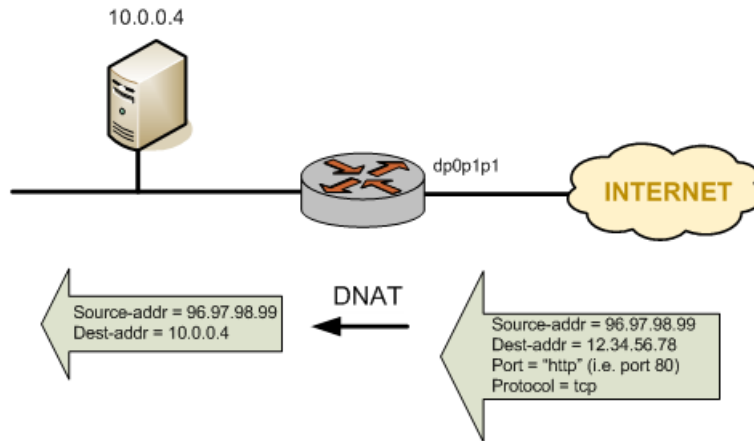 10.0.0.4
dp0p1p1
INTERNET
DNAT
Source-addr = 96.97.98.99
Dest-addr = 10.0.0.4
Source-addr = 96.97.98.99
Dest-addr = 12.34.56.78
Port = “http” (i.e. port 80)
Protocol = tcp